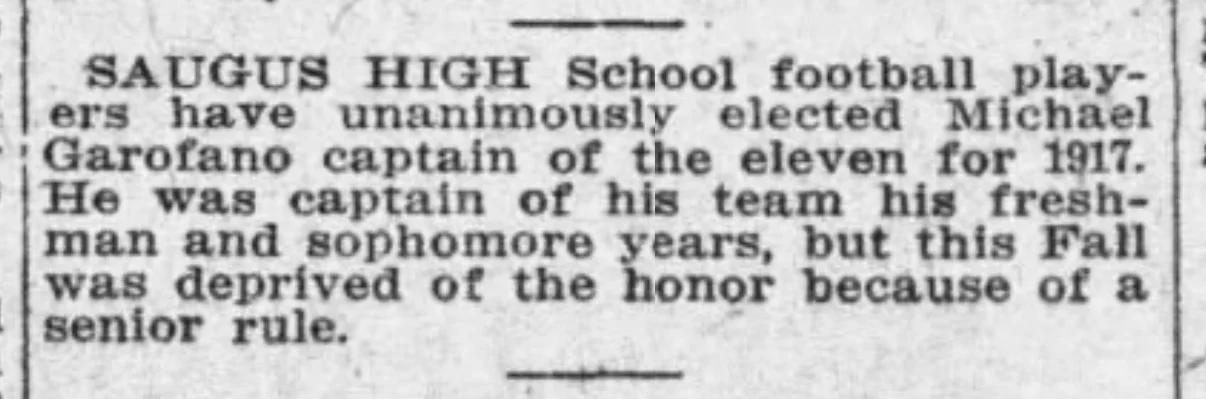 SAUGUS HIGH School football play-
ers have unanimously elected Michael
Garofano captain of the eleven for 1917.
He was captain of his team his fresh-
man and sophomore years, but this Fall
was deprived of the honor because of a
senior rule.